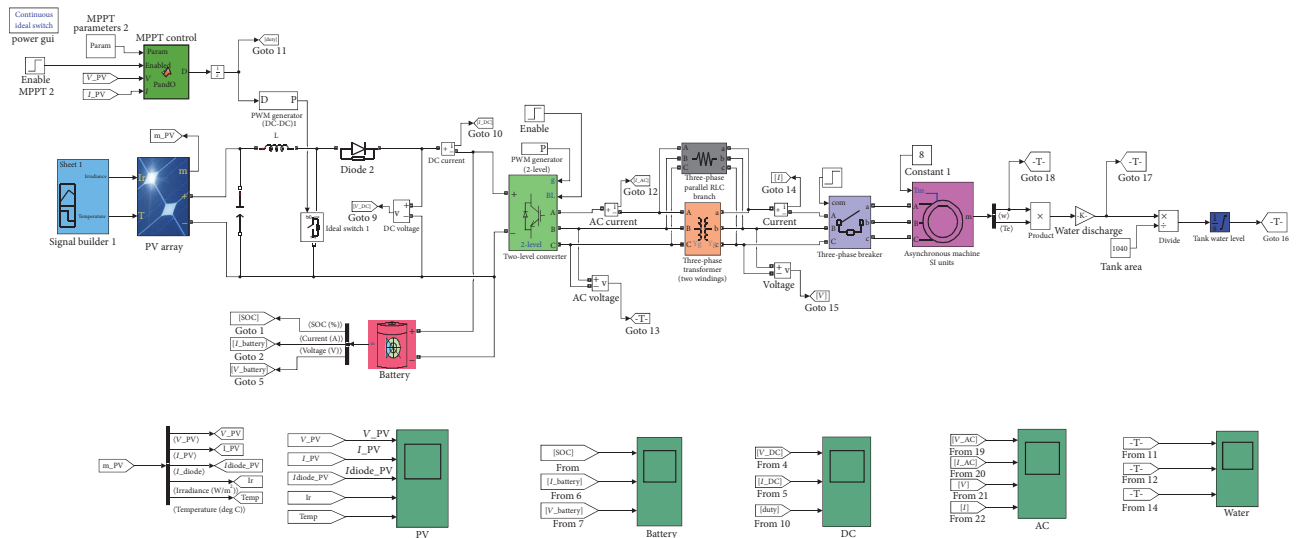 Continuous
ideal switch
power gui
MPPT
parameters 2
Param
MPPT control
Param
Enabled
V
I
PandO
D
Enable
MPPT 2
V_PV
I_PV
1
z
[duty]
Goto 11
D P
PWM generator
(DC-DC)1
m_PV
L
Diode 2
Sheet 1
Irradiance
Temperature
Signal builder 1
Ir
T
m
+
−
PV array
Ideal switch 1
[V_DC]
Goto 9
v
+
−
DC voltage
+ i
−
DC current
[I_DC]
Goto 10
Enable
P
PWM generator
(2-level)
g
BL
+
−
A
B
C
2-level
Two-level converter
+ i
−
AC current
[I_AC]
Goto 12
+
− v
AC voltage
-T-
Goto 13
A a
B b
C c
Three-phase
parallel RLC
branch
A a
B b
C c
Three-phase
transformer
(two windings)
[I]
Goto 14
+ i
−
Current
+
− v
Voltage
[V]
Goto 15
com
A a
B b
C c
Three-phase breaker
8
Constant 1
Tm
A
B
C
m
Asynchronous machine
SI units
⟨w⟩
⟨Te⟩
-T-
Goto 18
×
Product
-K-
Water discharge
-T-
Goto 17
1040
Tank area
×
÷
Divide
Tank water level
-T-
Goto 16
[SOC]
Goto 1
[I_battery]
Goto 2
[V_battery]
Goto 5
⟨SOC (%)⟩
⟨Current (A)⟩
⟨Voltage (V)⟩
m
+
−
Battery
m_PV
V_PV
⟨V_PV⟩
I_PV
⟨I_PV⟩
Idiode_PV
⟨I_diode⟩
Ir
⟨Irradiance (W/m²)⟩
Temp
⟨Temperature (deg C)⟩
V_PV
V_PV
I_PV
I_PV
Idiode_PV
Idiode_PV
Ir
Temp
PV
[SOC]
From
[I_battery]
From 6
[V_battery]
From 7
Battery
[V_DC]
From 4
[I_DC]
From 5
[duty]
From 10
DC
[V_AC]
From 19
[I_AC]
From 20
[V]
From 21
[I]
From 22
AC
-T-
From 11
-T-
From 12
-T-
From 14
Water